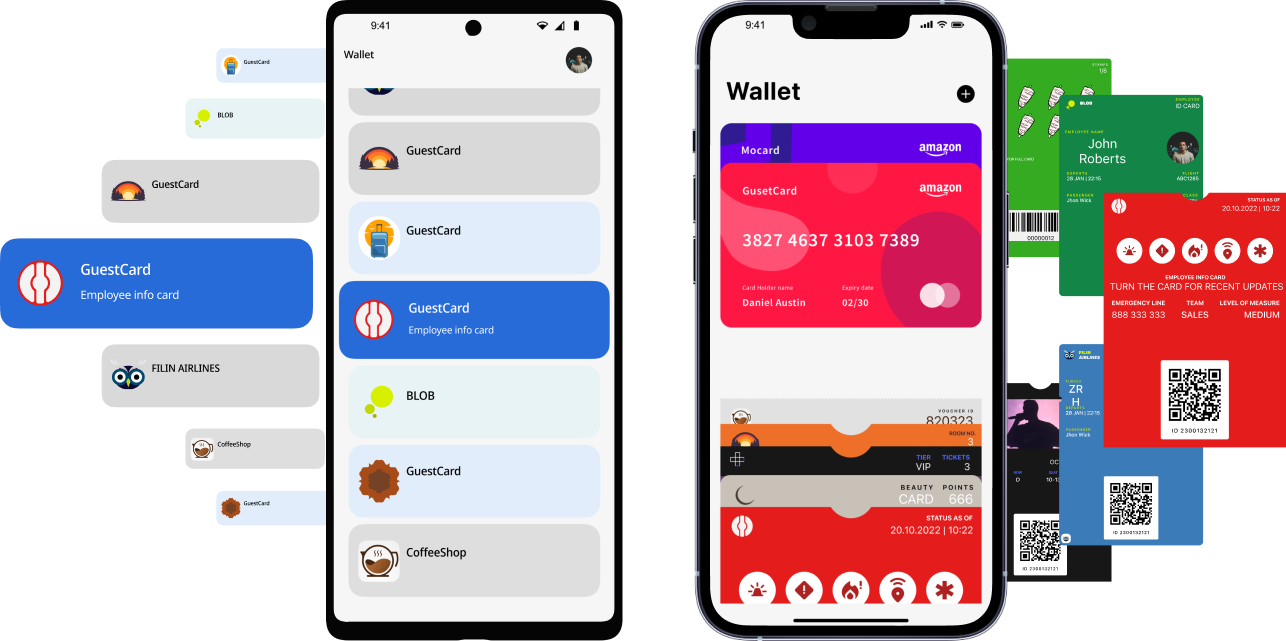 GuestCard
BLOB
GuestCard
GuestCard
Employee info card
FILIN AIRLINES
CoffeeShop
GuestCard
9:41
Wallet
GuestCard
GuestCard
GuestCard
Employee info card
BLOB
GuestCard
CoffeeShop
9:41
Wallet
Mocard
amazon
GusetCard
amazon
3827 4637 3103 7389
Card Holder name
Expiry date
Daniel Austin
02/30
VOUCHER ID
820323
ROOM NO.
3
TIER TICKETS
VIP 3
BEAUTY POINTS
CARD 666
STATUS AS OF
20.10.2022 | 10:22
STAMPS
1/8
FOR FULL CARD
00000012
BLOB
EMPLOYEE
ID CARD
EMPLOYEE NAME
John
Roberts
DEPARTS
28 JAN | 22:15
FLIGHT
ABC1285
PASSENGER
Jhon Wick
CLASS
STATUS AS OF
20.10.2022 | 10:22
EMPLOYEE INFO CARD
TURN THE CARD FOR RECENT UPDATES
EMERGENCY LINE TEAM LEVEL OF MEASURE
888 333 333 SALES MEDIUM
ID 2300132121
FILIN
AIRLINES
ZR
H
DEPARTS
28 JAN | 22:15
PASSENGER
Jhon Wick
ID 2300132121
OC
SEAT
D 10-1
ID 2300132121